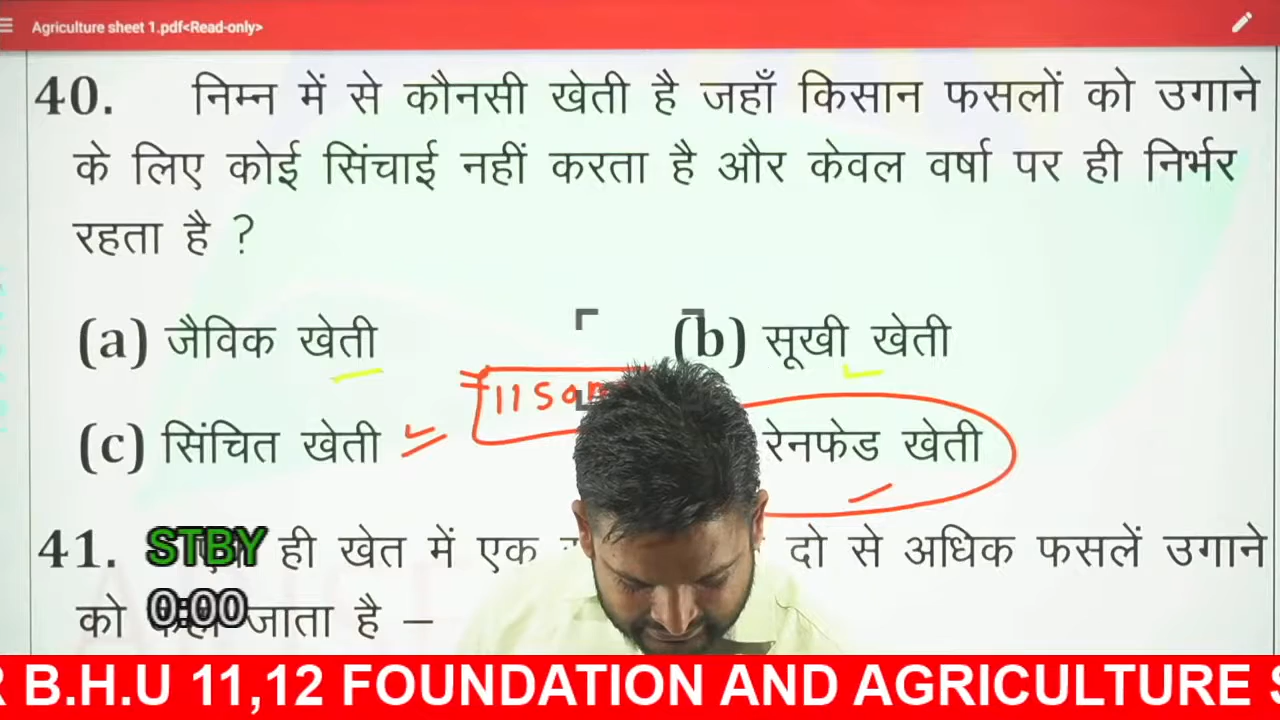 Agriculture sheet 1.pdf<Read-only>
40. निम्न में से कौनसी खेती है जहाँ किसान फसलों को उगाने
के लिए कोई सिंचाई नहीं करता है और केवल वर्षा पर ही निर्भर
रहता है ?
(a) जैविक खेती (b) सूखी खेती
115
(c) सिंचित खेती रेनफेड खेती
41. ही खेत में एक दो से अधिक फसलें उगाने
STBY
को जाता है –
0:00
B.H.U 11,12 FOUNDATION AND AGRICULTURE